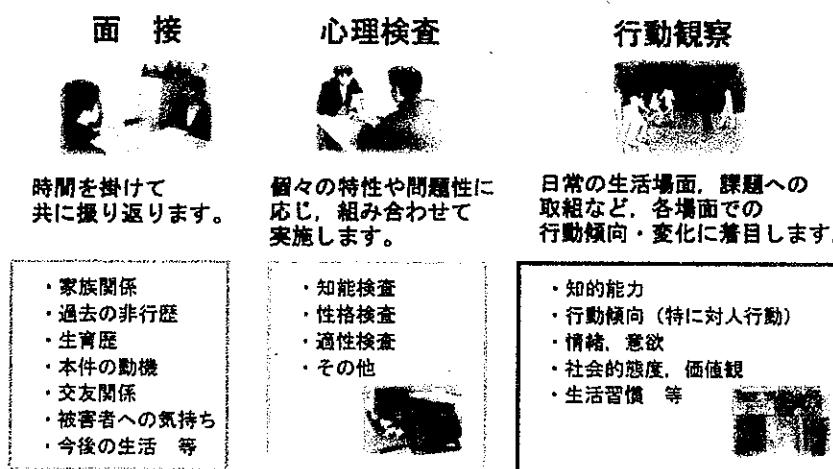 面 接
時間を掛けて
共に振り返ります。
・家族関係
・過去の非行歴
・生育歴
・本件の動機
・交友関係
・被害者への気持ち
・今後の生活 等
心理検査
個々の特性や問題性に
応じ，組み合わせて
実施します。
・知能検査
・性格検査
・適性検査
・その他
行動観察
日常の生活場面，課題への
取組など，各場面での
行動傾向・変化に着目します。
・知的能力
・行動傾向（特に対人行動）
・情緒，意欲
・社会的態度，価値観
・生活習慣 等